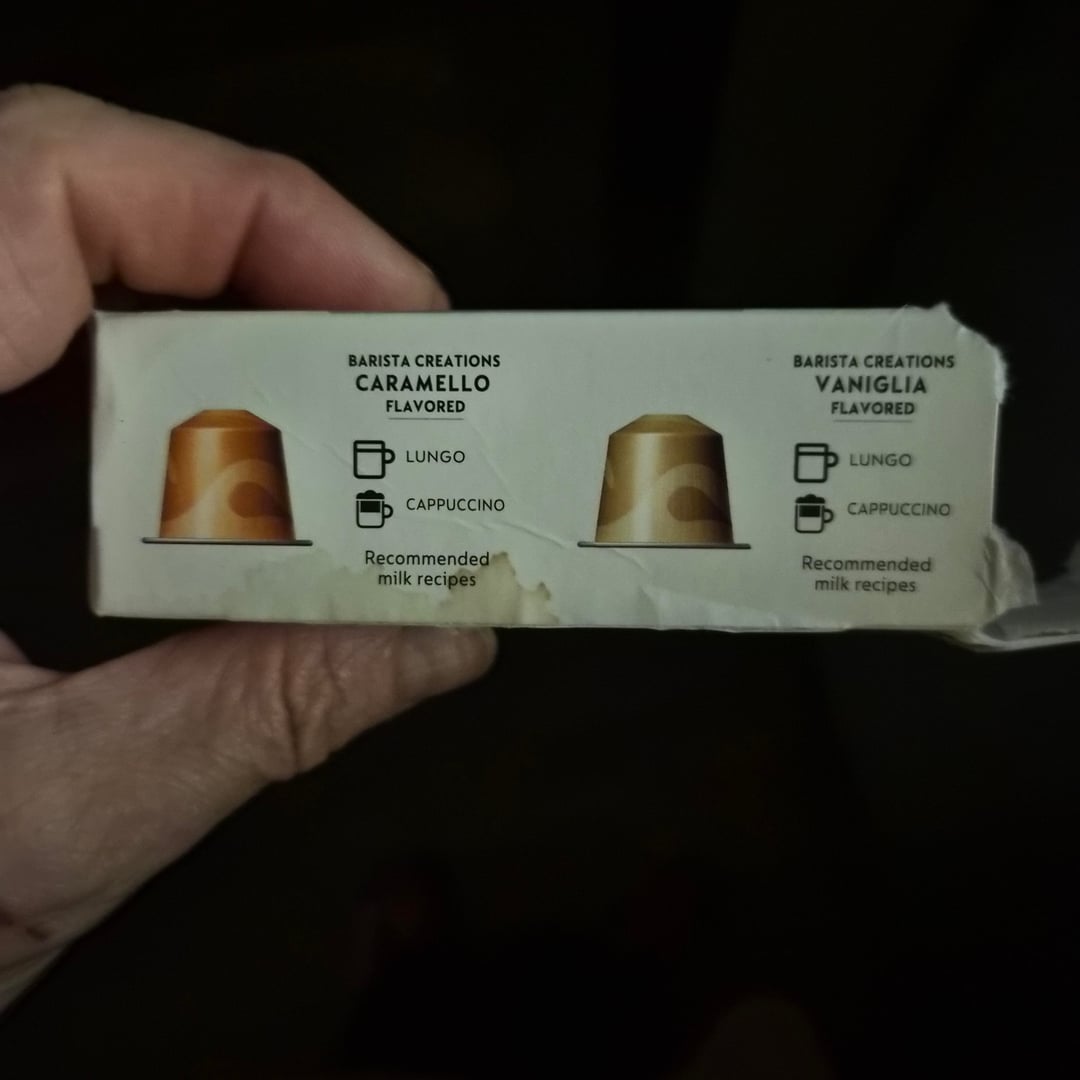 BARISTA CREATIONS
CARAMELLO
FLAVORED
LUNGO
CAPPUCCINO
Recommended
milk recipes
BARISTA CREATIONS
VANIGLIA
FLAVORED
LUNGO
CAPPUCCINO
Recommended
milk recipes